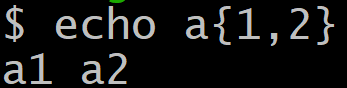 $ echo a{1,2}
a1 a2